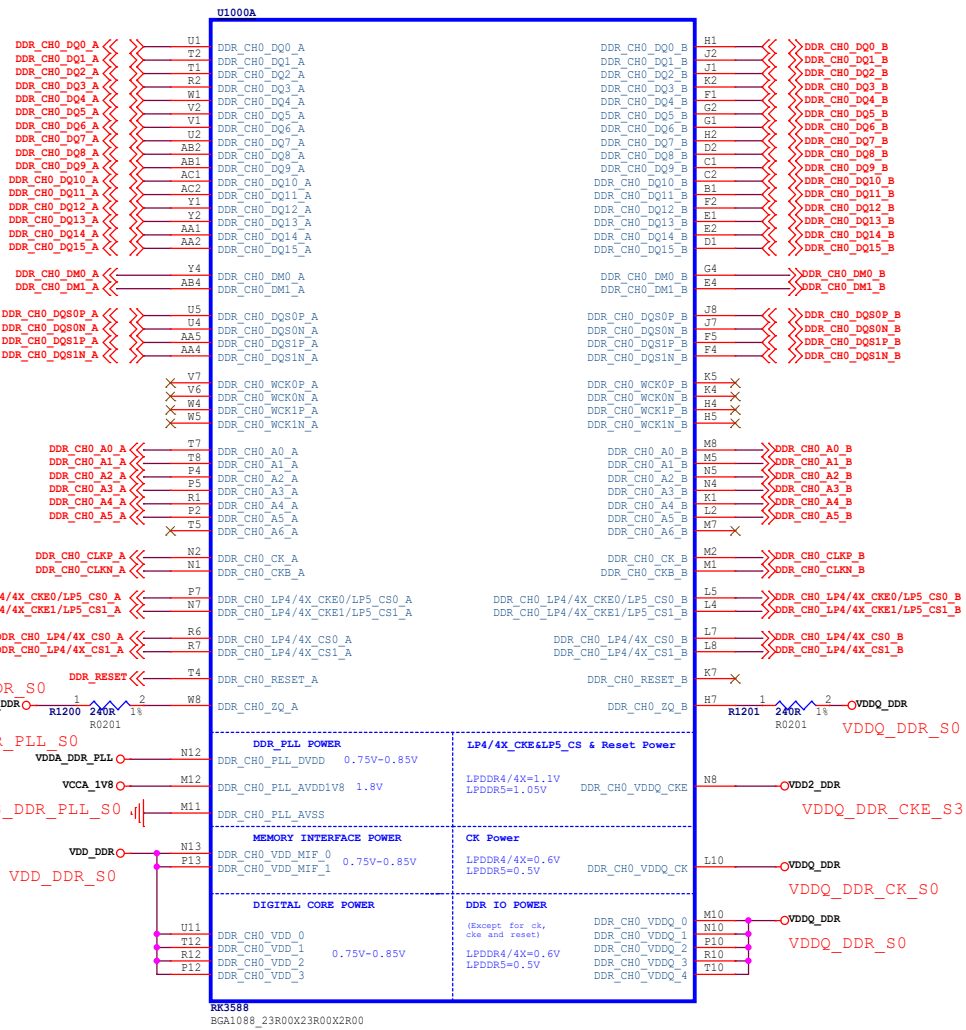 U1000A
DDR_CH0_DQ0_A U1 DDR_CH0_DQ0_A DDR_CH0_DQ0_B H1 DDR_CH0_DQ0_B
DDR_CH0_DQ1_A T2 DDR_CH0_DQ1_A DDR_CH0_DQ1_B J2 DDR_CH0_DQ1_B
DDR_CH0_DQ2_A T1 DDR_CH0_DQ2_A DDR_CH0_DQ2_B J1 DDR_CH0_DQ2_B
DDR_CH0_DQ3_A R2 DDR_CH0_DQ3_A DDR_CH0_DQ3_B K2 DDR_CH0_DQ3_B
DDR_CH0_DQ4_A W1 DDR_CH0_DQ4_A DDR_CH0_DQ4_B F1 DDR_CH0_DQ4_B
DDR_CH0_DQ5_A V2 DDR_CH0_DQ5_A DDR_CH0_DQ5_B G2 DDR_CH0_DQ5_B
DDR_CH0_DQ6_A V1 DDR_CH0_DQ6_A DDR_CH0_DQ6_B G1 DDR_CH0_DQ6_B
DDR_CH0_DQ7_A U2 DDR_CH0_DQ7_A DDR_CH0_DQ7_B H2 DDR_CH0_DQ7_B
DDR_CH0_DQ8_A AB2 DDR_CH0_DQ8_A DDR_CH0_DQ8_B D2 DDR_CH0_DQ8_B
DDR_CH0_DQ9_A AB1 DDR_CH0_DQ9_A DDR_CH0_DQ9_B C1 DDR_CH0_DQ9_B
DDR_CH0_DQ10_A AC1 DDR_CH0_DQ10_A DDR_CH0_DQ10_B C2 DDR_CH0_DQ10_B
DDR_CH0_DQ11_A AC2 DDR_CH0_DQ11_A DDR_CH0_DQ11_B B1 DDR_CH0_DQ11_B
DDR_CH0_DQ12_A Y1 DDR_CH0_DQ12_A DDR_CH0_DQ12_B F2 DDR_CH0_DQ12_B
DDR_CH0_DQ13_A Y2 DDR_CH0_DQ13_A DDR_CH0_DQ13_B E1 DDR_CH0_DQ13_B
DDR_CH0_DQ14_A AA1 DDR_CH0_DQ14_A DDR_CH0_DQ14_B E2 DDR_CH0_DQ14_B
DDR_CH0_DQ15_A AA2 DDR_CH0_DQ15_A DDR_CH0_DQ15_B D1 DDR_CH0_DQ15_B
DDR_CH0_DM0_A Y4 DDR_CH0_DM0_A DDR_CH0_DM0_B G4 DDR_CH0_DM0_B
DDR_CH0_DM1_A AB4 DDR_CH0_DM1_A DDR_CH0_DM1_B E4 DDR_CH0_DM1_B
DDR_CH0_DQS0P_A U5 DDR_CH0_DQS0P_A DDR_CH0_DQS0P_B J8 DDR_CH0_DQS0P_B
DDR_CH0_DQS0N_A U4 DDR_CH0_DQS0N_A DDR_CH0_DQS0N_B J7 DDR_CH0_DQS0N_B
DDR_CH0_DQS1P_A AA5 DDR_CH0_DQS1P_A DDR_CH0_DQS1P_B F5 DDR_CH0_DQS1P_B
DDR_CH0_DQS1N_A AA4 DDR_CH0_DQS1N_A DDR_CH0_DQS1N_B F4 DDR_CH0_DQS1N_B
V7 DDR_CH0_WCK0P_A DDR_CH0_WCK0P_B K5
V6 DDR_CH0_WCK0N_A DDR_CH0_WCK0N_B K4
W4 DDR_CH0_WCK1P_A DDR_CH0_WCK1P_B H4
W5 DDR_CH0_WCK1N_A DDR_CH0_WCK1N_B H5
DDR_CH0_A0_A T7 DDR_CH0_A0_A DDR_CH0_A0_B M8 DDR_CH0_A0_B
DDR_CH0_A1_A T8 DDR_CH0_A1_A DDR_CH0_A1_B M5 DDR_CH0_A1_B
DDR_CH0_A2_A P4 DDR_CH0_A2_A DDR_CH0_A2_B N5 DDR_CH0_A2_B
DDR_CH0_A3_A P5 DDR_CH0_A3_A DDR_CH0_A3_B N4 DDR_CH0_A3_B
DDR_CH0_A4_A R1 DDR_CH0_A4_A DDR_CH0_A4_B K1 DDR_CH0_A4_B
DDR_CH0_A5_A P2 DDR_CH0_A5_A DDR_CH0_A5_B L2 DDR_CH0_A5_B
T5 DDR_CH0_A6_A DDR_CH0_A6_B M7
DDR_CH0_CLKP_A N2 DDR_CH0_CK_A DDR_CH0_CK_B M2 DDR_CH0_CLKP_B
DDR_CH0_CLKN_A N1 DDR_CH0_CKB_A DDR_CH0_CKB_B M1 DDR_CH0_CLKN_B
4/4X_CKE0/LP5_CS0_A P7 DDR_CH0_LP4/4X_CKE0/LP5_CS0_A DDR_CH0_LP4/4X_CKE0/LP5_CS0_B L5 DDR_CH0_LP4/4X_CKE0/LP5_CS0_B
4/4X_CKE1/LP5_CS1_A N7 DDR_CH0_LP4/4X_CKE1/LP5_CS1_A DDR_CH0_LP4/4X_CKE1/LP5_CS1_B L4 DDR_CH0_LP4/4X_CKE1/LP5_CS1_B
DDR_CH0_LP4/4X_CS0_A R6 DDR_CH0_LP4/4X_CS0_A DDR_CH0_LP4/4X_CS0_B L7 DDR_CH0_LP4/4X_CS0_B
DDR_CH0_LP4/4X_CS1_A R7 DDR_CH0_LP4/4X_CS1_A DDR_CH0_LP4/4X_CS1_B L8 DDR_CH0_LP4/4X_CS1_B
DDR_RESET T4 DDR_CH0_RESET_A DDR_CH0_RESET_B K7
DR_S0
DDR 1 2 W8 DDR_CH0_ZQ_A DDR_CH0_ZQ_B H7 1 2 VDDQ_DDR
R1200 240R 1% R1201 240R 1%
R0201 R0201 VDDQ_DDR_S0
R_PLL_S0
DDR_PLL POWER LP4/4X_CKE&LP5_CS & Reset Power
VDDA_DDR_PLL N12 DDR_CH0_PLL_DVDD 0.75V-0.85V
LPDDR4/4X=1.1V
VCCA_1V8 M12 DDR_CH0_PLL_AVDD1V8 1.8V LPDDR5=1.05V DDR_CH0_VDDQ_CKE N8 VDD2_DDR
_DDR_PLL_S0 M11 DDR_CH0_PLL_AVSS VDDQ_DDR_CKE_S3
MEMORY INTERFACE POWER CK Power
VDD_DDR N13 DDR_CH0_VDD_MIF_0 0.75V-0.85V LPDDR4/4X=0.6V
P13 DDR_CH0_VDD_MIF_1 LPDDR5=0.5V DDR_CH0_VDDQ_CK L10 VDDQ_DDR
VDD_DDR_S0 VDDQ_DDR_CK_S0
DIGITAL CORE POWER DDR IO POWER
(Except for ck,
cke and reset)
DDR_CH0_VDDQ_0 M10 VDDQ_DDR
U11 DDR_CH0_VDD_0 DDR_CH0_VDDQ_1 N10
T12 DDR_CH0_VDD_1 0.75V-0.85V LPDDR4/4X=0.6V DDR_CH0_VDDQ_2 P10 VDDQ_DDR_S0
R12 DDR_CH0_VDD_2 LPDDR5=0.5V DDR_CH0_VDDQ_3 R10
P12 DDR_CH0_VDD_3 DDR_CH0_VDDQ_4 T10
RK3588
BGA1088_23R00X23R00X2R00